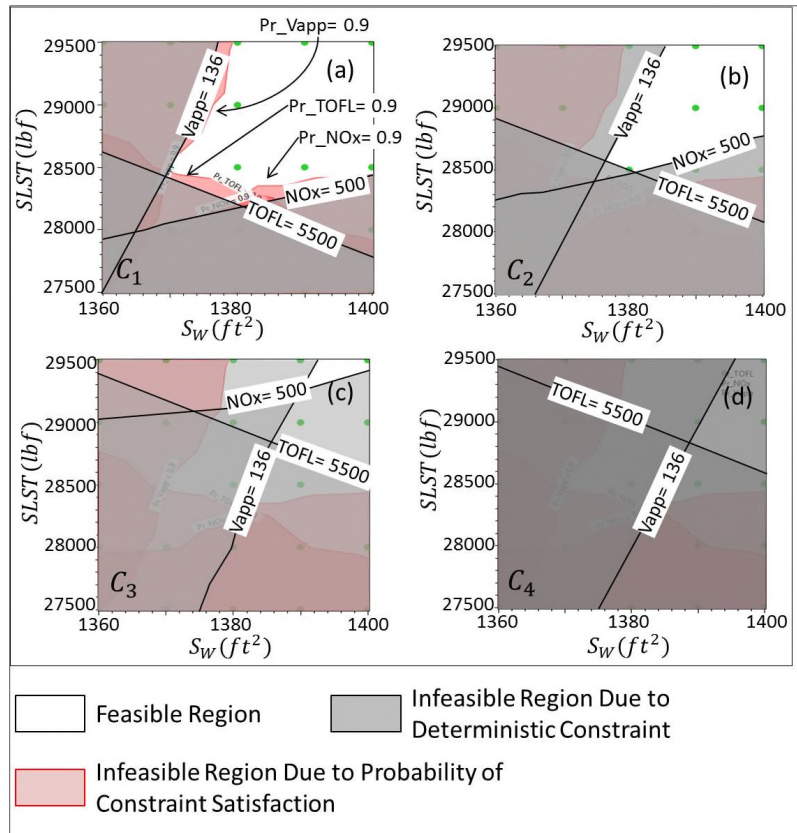 Pr_Vapp= 0.9
(a)
Pr_TOFL= 0.9
Pr_NOx= 0.9
Vapp= 136
NOx= 500
TOFL= 5500
C1
SLST (lbf)
29500
29000
28500
28000
27500
1360
1380
1400
SW (ft²)
(b)
Vapp= 136
NOx= 500
TOFL= 5500
C2
SLST (lbf)
29500
29000
28500
28000
27500
1360
1380
1400
SW (ft²)
(c)
NOx= 500
TOFL= 5500
Vapp= 136
C3
SLST (lbf)
29500
29000
28500
28000
27500
1360
1380
1400
SW (ft²)
(d)
TOFL= 5500
Vapp= 136
C4
SLST (lbf)
29500
29000
28500
28000
27500
1360
1380
1400
SW (ft²)
Feasible Region
Infeasible Region Due to
Deterministic Constraint
Infeasible Region Due to Probability of
Constraint Satisfaction